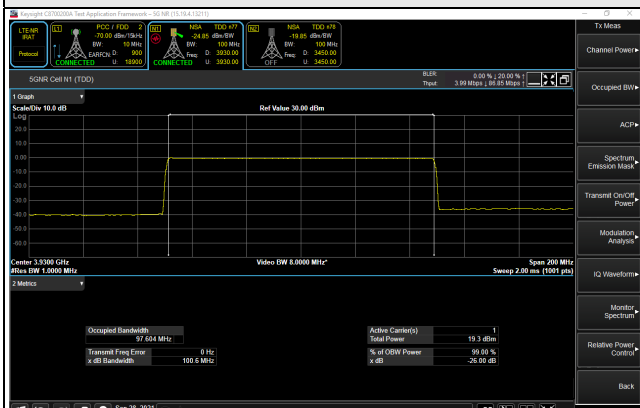 Keysight C8700200A Test Application Framework - 5G NR (15.19.4.13211)
LTE-NR
IRAT
Protocol
L1 PCC / FDD 2
-70.00 dBm/15kHz
BW: 10 MHz
EARFCN. D: 900
CONNECTED U: 18900
N1 NSA TDD n77
-24.85 dBm/BW
BW: 100 MHz
Freq. D: 3930.00
CONNECTED U: 3930.00
N2 NSA TDD n78
-19.85 dBm/BW
BW: 100 MHz
Freq. D: 3450.00
OFF U: 3450.00
5GNR Cell N1 (TDD)
BLER: 0.00 % ↓ 20.00 % ↑
Thput: 3.99 Mbps ↓ 86.85 Mbps ↑
1 Graph
Scale/Div 10.0 dB
Ref Value 30.00 dBm
Log
20.0
10.0
0.00
-10.0
-20.0
-30.0
-40.0
-50.0
-60.0
Center 3.9300 GHz
Video BW 8.0000 MHz*
Span 200 MHz
#Res BW 1.0000 MHz
Sweep 2.00 ms (1001 pts)
2 Metrics
Occupied Bandwidth
97.604 MHz
Transmit Freq Error 0 Hz
x dB Bandwidth 100.6 MHz
Active Carrier(s) 1
Total Power 19.3 dBm
% of OBW Power 99.00 %
x dB -26.00 dB
Tx Meas
Channel Power
Occupied BW
ACP
Spectrum
Emission Mask
Transmit On/Off
Power
Modulation
Analysis
IQ Waveform
Monitor
Spectrum
Relative Power
Control
Back